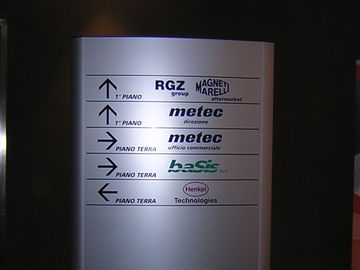 1° PIANO RGZ group MAGNETI MARELLI aftermarket
1° PIANO metec direzione
PIANO TERRA metec ufficio commerciale
PIANO TERRA baSis
PIANO TERRA Henkel Technologies